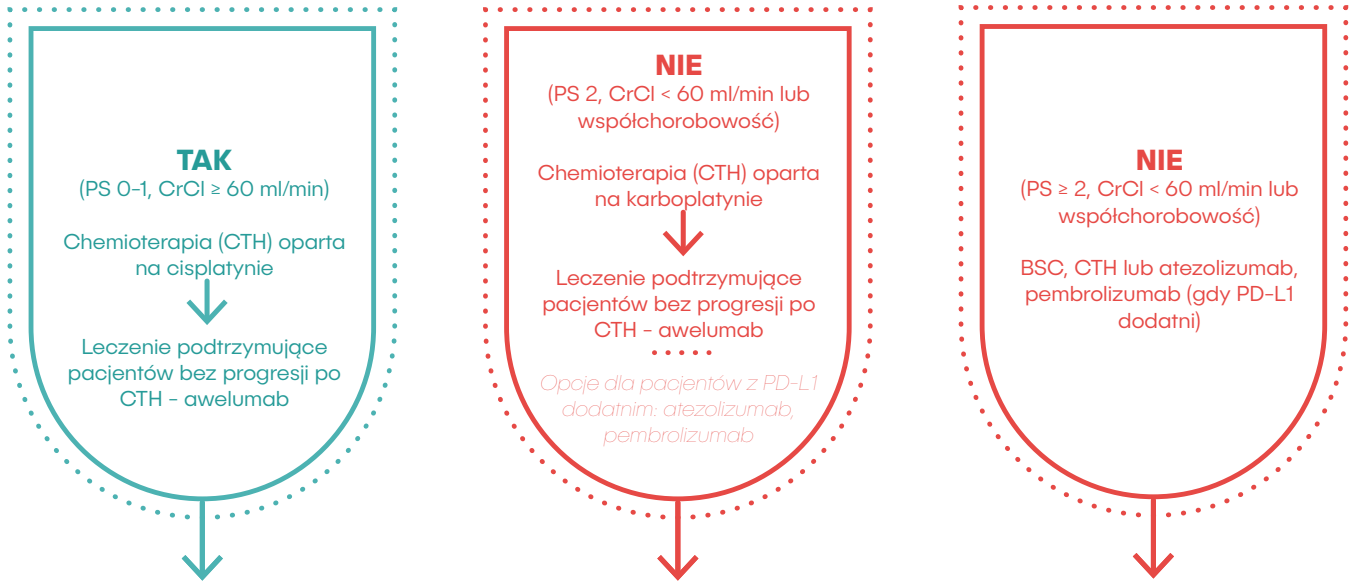 TAK
(PS 0-1, CrCl ≥ 60 ml/min)
Chemioterapia (CTH) oparta
na cisplatynie
Leczenie podtrzymujące
pacjentów bez progresji po
CTH - awelumab
NIE
(PS 2, CrCl < 60 ml/min lub
współchorobowość)
Chemioterapia (CTH) oparta
na karboplatynie
Leczenie podtrzymujące
pacjentów bez progresji po
CTH - awelumab
Opcje dla pacjentów z PD-L1
dodatnim: atezolizumab,
pembrolizumab
NIE
(PS ≥ 2, CrCl < 60 ml/min lub
współchorobowość)
BSC, CTH lub atezolizumab,
pembrolizumab (gdy PD-L1
dodatni)